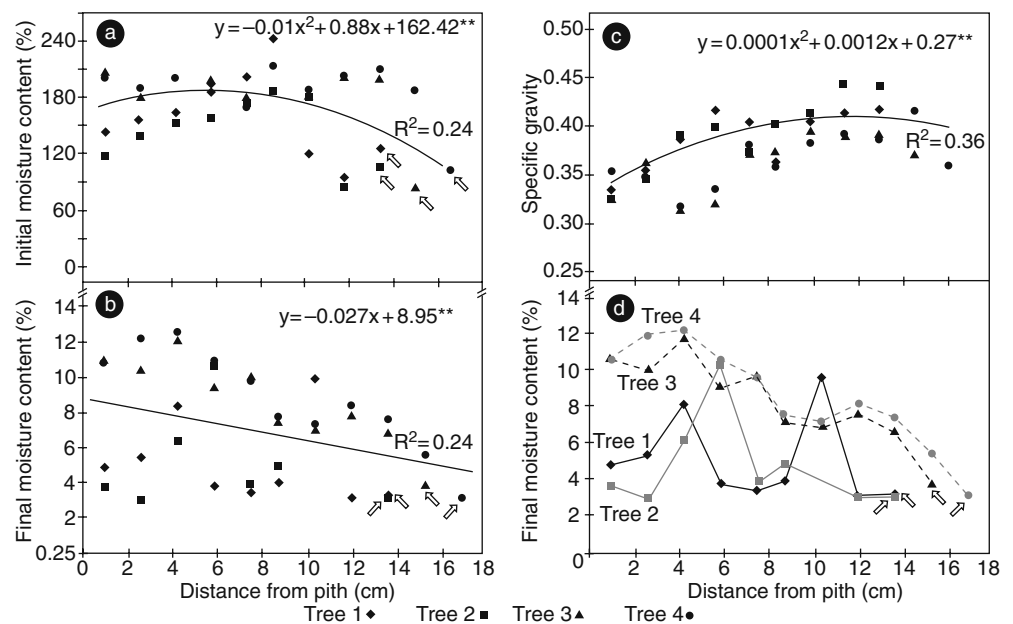 a
y=−0.01x²+0.88x+162.42**
Initial moisture content (%)
240
180
120
60
0
R²=0.24
c
y=0.0001x²+0.0012x+0.27**
Specific gravity
0.50
0.45
0.40
0.35
0.30
0.25
R²=0.36
b
y=−0.027x+8.95**
Final moisture content (%)
14
12
10
8
6
4
2
0.25
R²=0.24
0 2 4 6 8 10 12 14 16 18
Distance from pith (cm)
d
Final moisture content (%)
14
12
10
8
6
4
2
0
Tree 4
Tree 3
Tree 1
Tree 2
2 4 6 8 10 12 14 16 18
Distance from pith (cm)
Tree 1 Tree 2 Tree 3 Tree 4